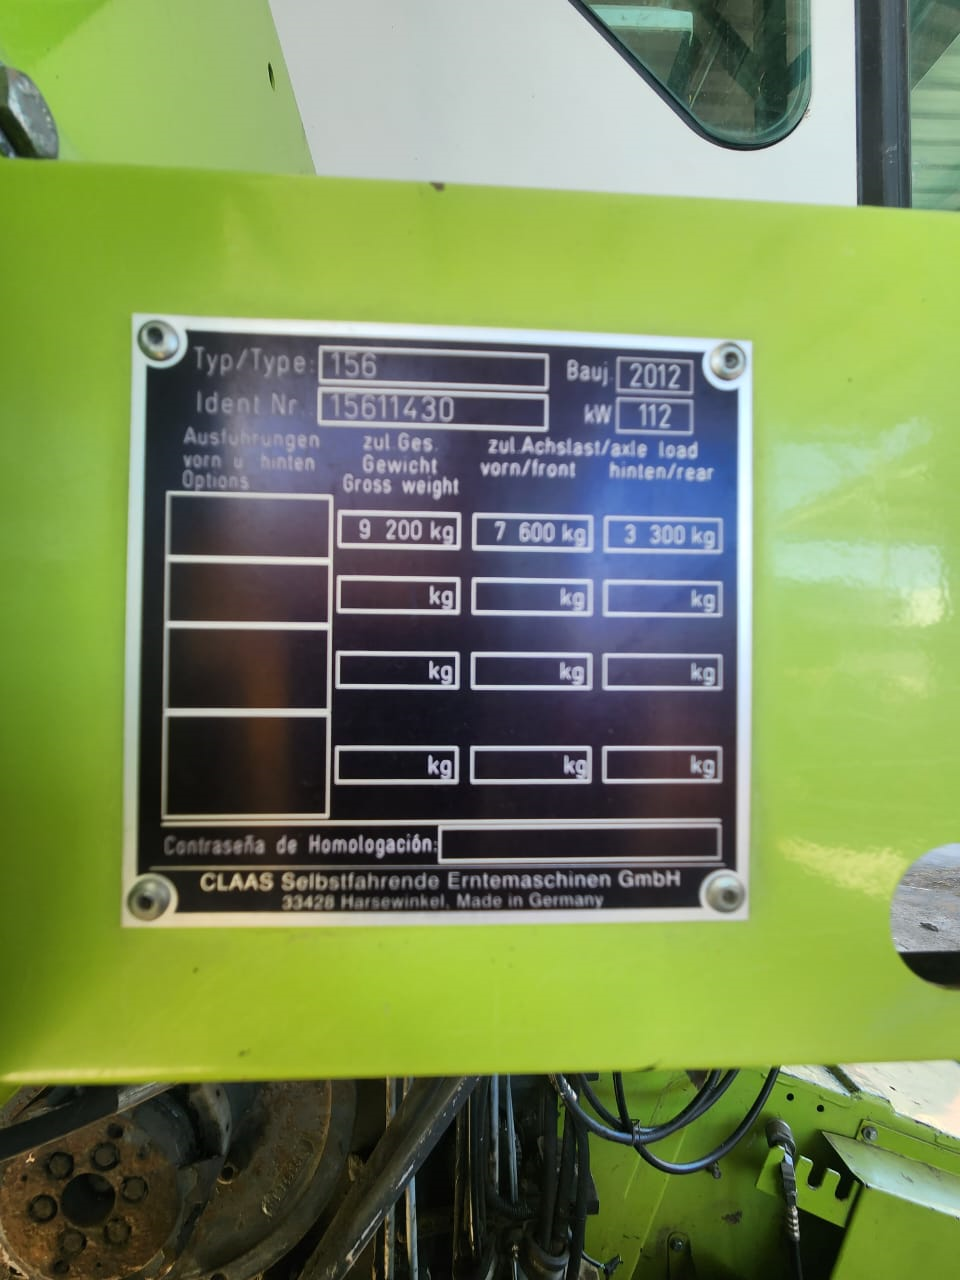 Typ/Type: 156 Bauj. 2012
Ident Nr. 15611430 kW 112
Ausführungen zul. Ges. zul. Achslast/axle load
vorn u. hinten Gewicht vorn/front hinten/rear
Options Gross weight
9 200 kg 7 600 kg 3 300 kg
kg kg kg
kg kg kg
kg kg kg
Contraseña de Homologación:
CLAAS Selbstfahrende Erntemaschinen GmbH
33428 Harsewinkel, Made in Germany